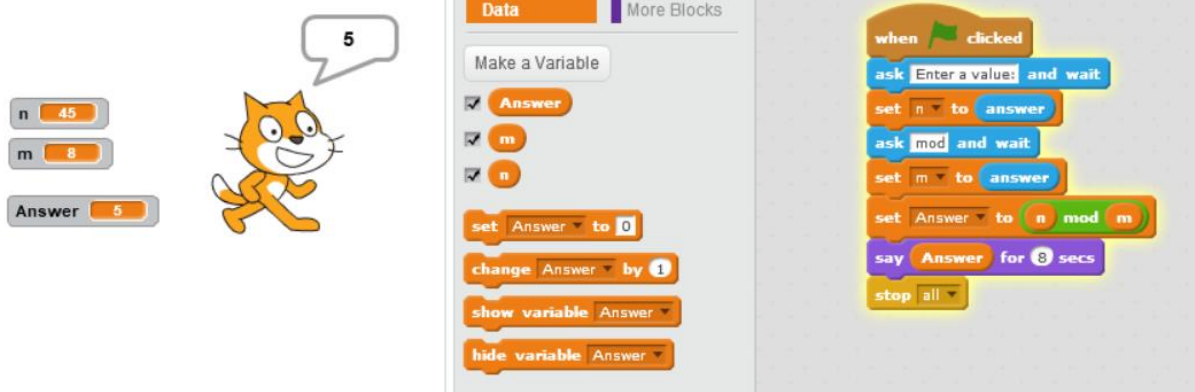 5
n 45
m 8
Answer 5
Data More Blocks
Make a Variable
Answer
m
n
set Answer to 0
change Answer by 1
show variable Answer
hide variable Answer
when clicked
ask Enter a value: and wait
set n to answer
ask mod and wait
set m to answer
set Answer to n mod m
say Answer for 8 secs
stop all